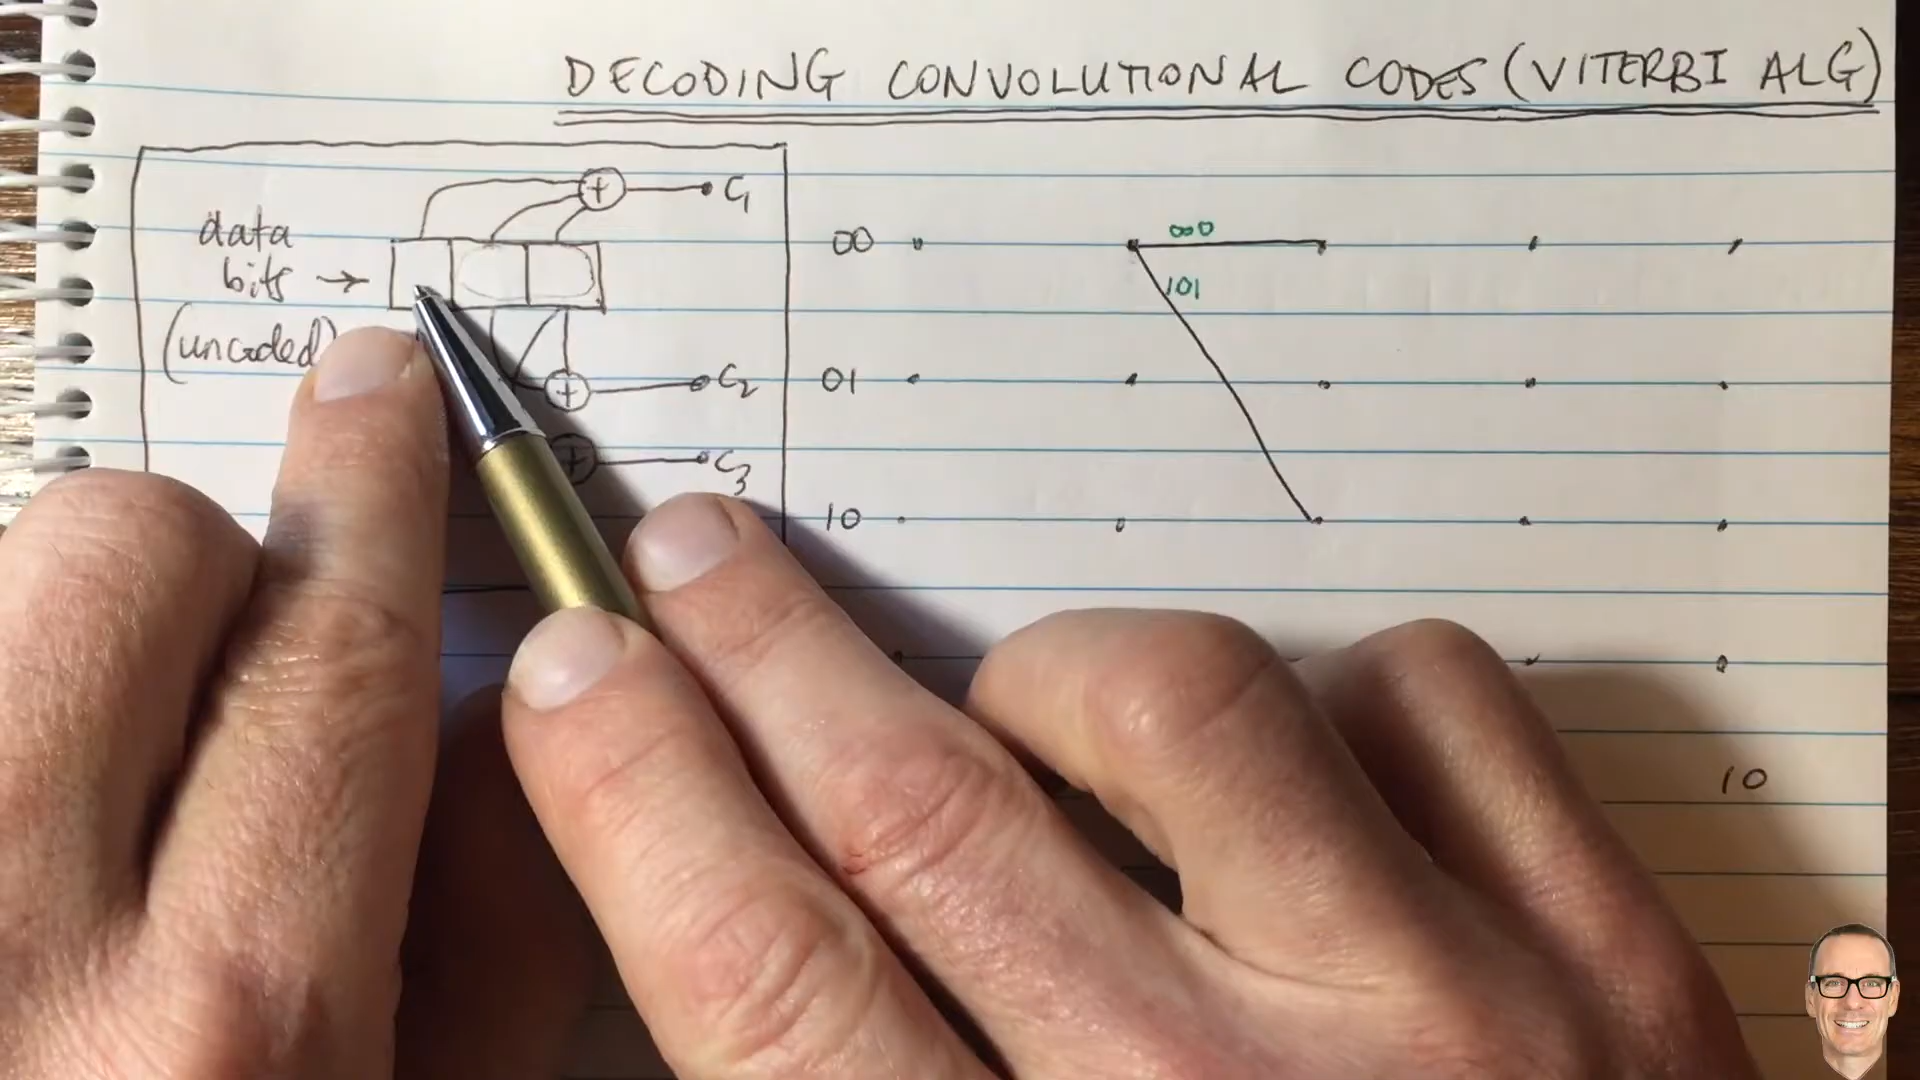 DECODING CONVOLUTIONAL CODES (VITERBI ALG)
+ C1
data
bits →
(uncoded)
+ C2
+ C3
00
000
101
01
10
10